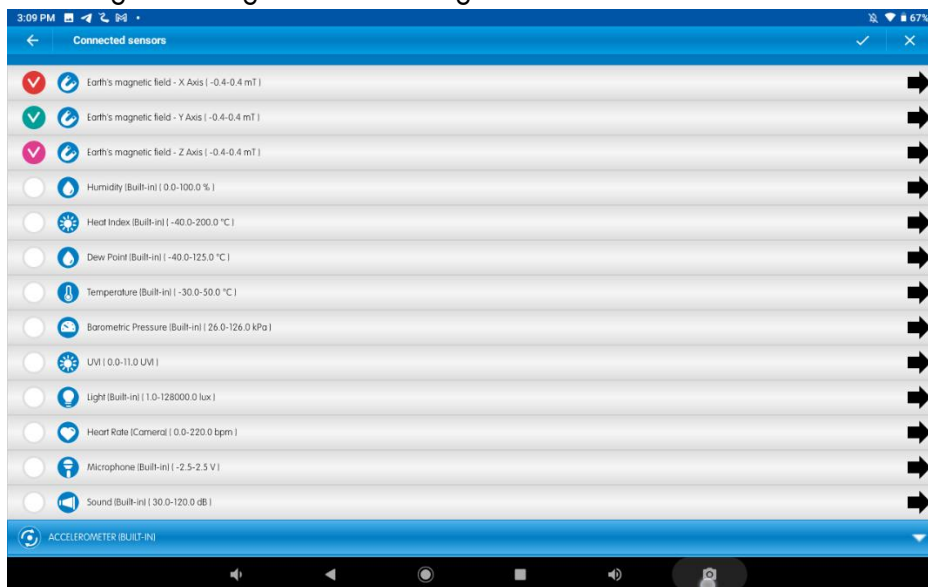 3:09 PM
67%
Connected sensors
Earth's magnetic field - X Axis ( -0.4-0.4 mT )
Earth's magnetic field - Y Axis ( -0.4-0.4 mT )
Earth's magnetic field - Z Axis ( -0.4-0.4 mT )
Humidity (Built-in) ( 0.0-100.0 % )
Heat Index (Built-in) ( -40.0-200.0 °C )
Dew Point (Built-in) ( -40.0-125.0 °C )
Temperature (Built-in) ( -30.0-50.0 °C )
Barometric Pressure (Built-in) ( 26.0-126.0 kPa )
UVI ( 0.0-11.0 UVI )
Light (Built-in) ( 1.0-128000.0 lux )
Heart Rate (Camera) ( 0.0-220.0 bpm )
Microphone (Built-in) ( -2.5-2.5 V )
Sound (Built-in) ( 30.0-120.0 dB )
ACCELEROMETER (BUILT-IN)